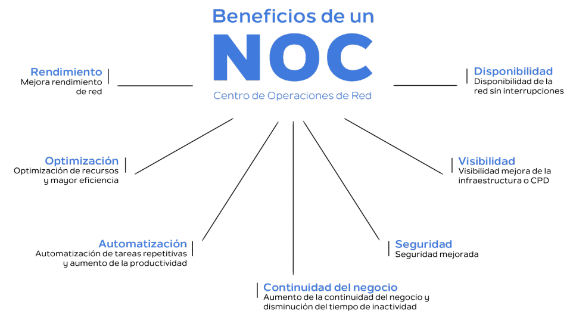 Beneficios de un
NOC
Centro de Operaciones de Red
Rendimiento
Mejora rendimiento
de red
Disponibilidad
Disponibilidad de la
red sin interrupciones
Optimización
Optimización de recursos
y mayor eficiencia
Visibilidad
Visibilidad mejora de la
infraestructura o CPD
Automatización
Automatización de tareas repetitivas
y aumento de la productividad
Seguridad
Seguridad mejorada
Continuidad del negocio
Aumento de la continuidad del negocio y
disminución del tiempo de inactividad